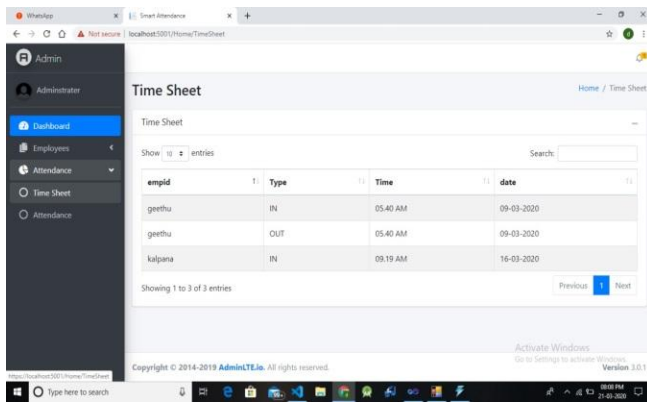 WhatsApp
Smart Attendance
Not secure | localhost:5001/Home/TimeSheet
Admin
Adminstrater
Time Sheet
Home / Time Sheet
Dashboard
Employees
Attendance
Time Sheet
Attendance
Time Sheet
Show 10 entries
Search:
empid Type Time date
geethu IN 05.40 AM 09-03-2020
geethu OUT 05.40 AM 09-03-2020
kalpana IN 09.19 AM 16-03-2020
Showing 1 to 3 of 3 entries
Previous 1 Next
Activate Windows
Go to Settings to activate Windows.
Copyright © 2014-2019 AdminLTE.io. All rights reserved.
Version 3.0.1
https://localhost:5001/Home/TimeSheet
Type here to search
08:08 PM
21-03-2020